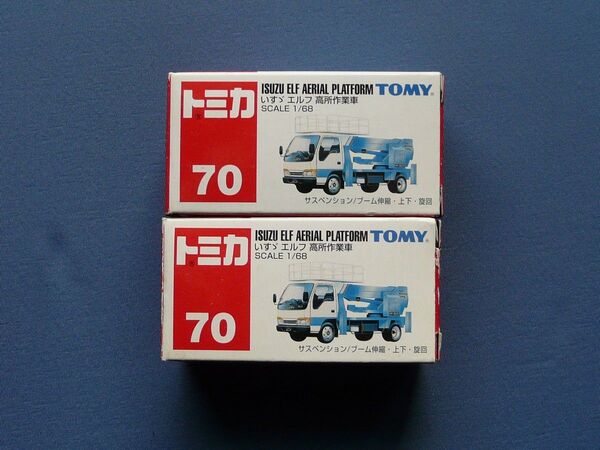 トミカ
70
ISUZU ELF AERIAL PLATFORM TOMY
いすゞ エルフ 高所作業車
SCALE 1/68
サスペンション/ブーム伸縮・上下・旋回
トミカ
70
ISUZU ELF AERIAL PLATFORM TOMY
いすゞ エルフ 高所作業車
SCALE 1/68
サスペンション/ブーム伸縮・上下・旋回